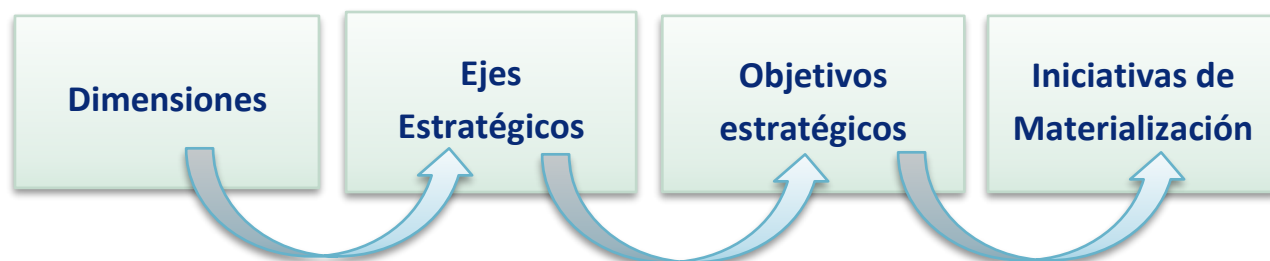 Dimensiones
Ejes
Estratégicos
Objetivos
estratégicos
Iniciativas de
Materialización